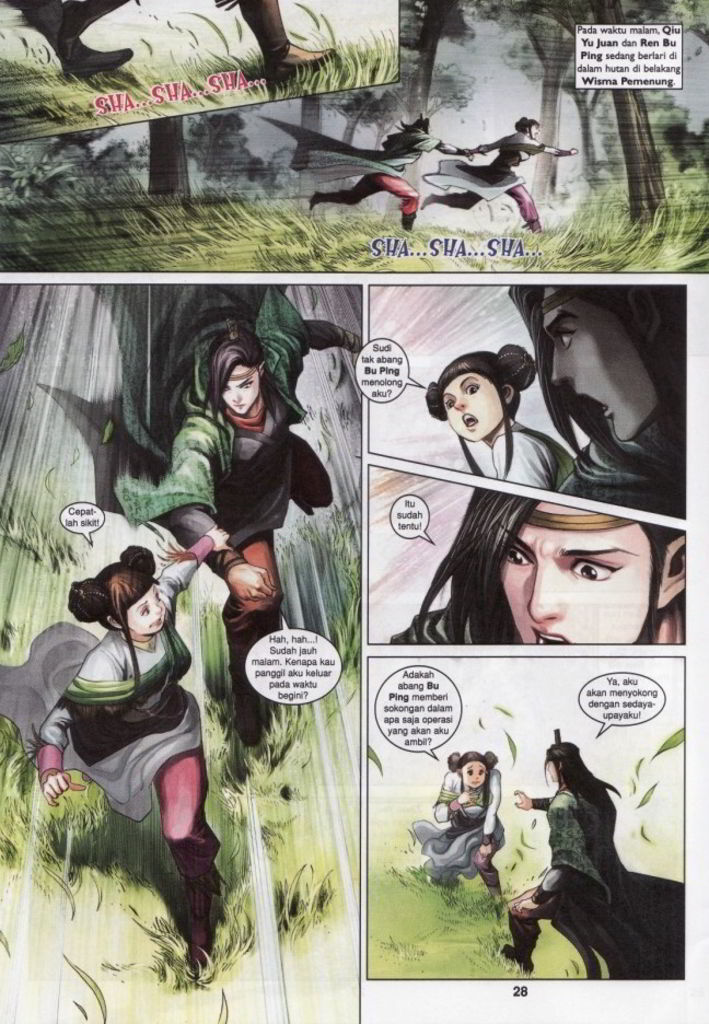 Pada waktu malam, Qiu
Yu Juan dan Ren Bu
Ping sedang berlari di
dalam hutan di belakang
Wisma Pemenung.
SHA...SHA...SHA...
SHA...SHA...SHA...
Cepat-
lah sikit!
Hah, hah...!
Sudah jauh
malam. Kenapa kau
panggil aku keluar
pada waktu
begini?
Sudi
tak abang
Bu Ping
menolong
aku?
Itu
sudah
tentu!
Adakah
abang Bu
Ping memberi
sokongan dalam
apa saja operasi
yang akan aku
ambil?
Ya, aku
akan menyokong
dengan sedaya-
upayaku!
28